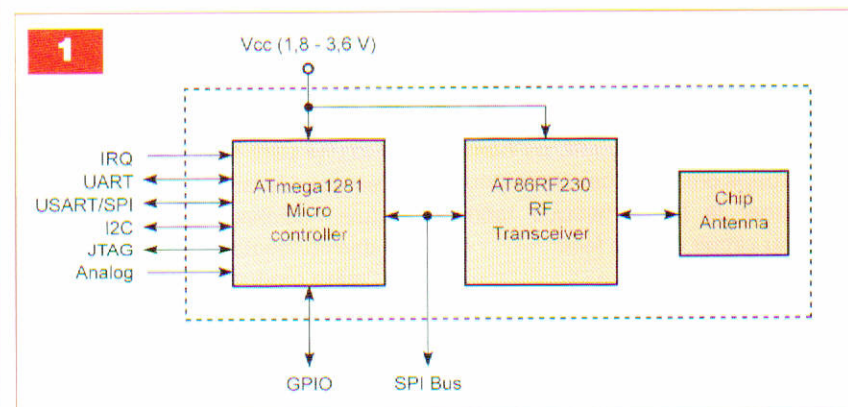 1
Vcc (1,8 - 3,6 V)
IRQ
UART
USART/SPI
I2C
JTAG
Analog
ATmega1281
Micro
controller
AT86RF230
RF
Transceiver
Chip
Antenna
GPIO
SPI Bus